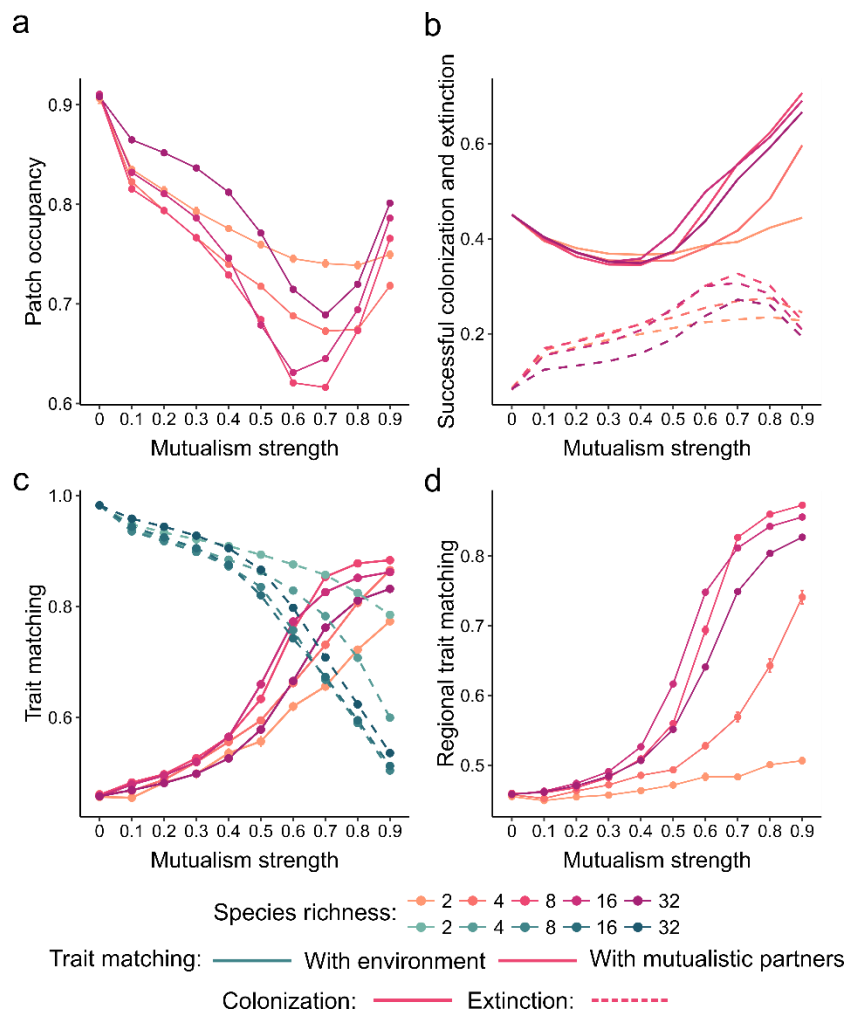 a
0.9
0.8
0.7
0.6
Patch occupancy
0 0.1 0.2 0.3 0.4 0.5 0.6 0.7 0.8 0.9
Mutualism strength
b
0.6
0.4
0.2
Successful colonization and extinction
0 0.1 0.2 0.3 0.4 0.5 0.6 0.7 0.8 0.9
Mutualism strength
c
1.0
0.8
0.6
Trait matching
0 0.1 0.2 0.3 0.4 0.5 0.6 0.7 0.8 0.9
Mutualism strength
d
0.8
0.7
0.6
0.5
Regional trait matching
0 0.1 0.2 0.3 0.4 0.5 0.6 0.7 0.8 0.9
Mutualism strength
Species richness: 2 4 8 16 32
2 4 8 16 32
Trait matching: With environment With mutualistic partners
Colonization: Extinction: